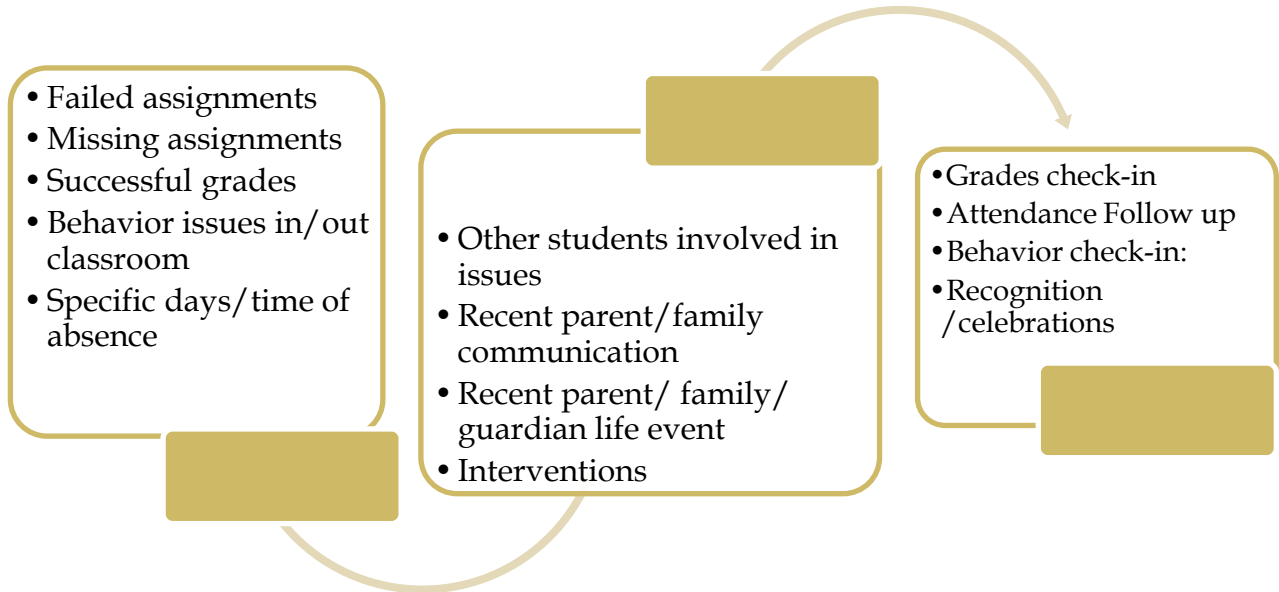 • Failed assignments
• Missing assignments
• Successful grades
• Behavior issues in/out
classroom
• Specific days/time of
absence
• Other students involved in
issues
• Recent parent/family
communication
• Recent parent/ family/
guardian life event
• Interventions
•Grades check-in
•Attendance Follow up
•Behavior check-in:
•Recognition
/celebrations